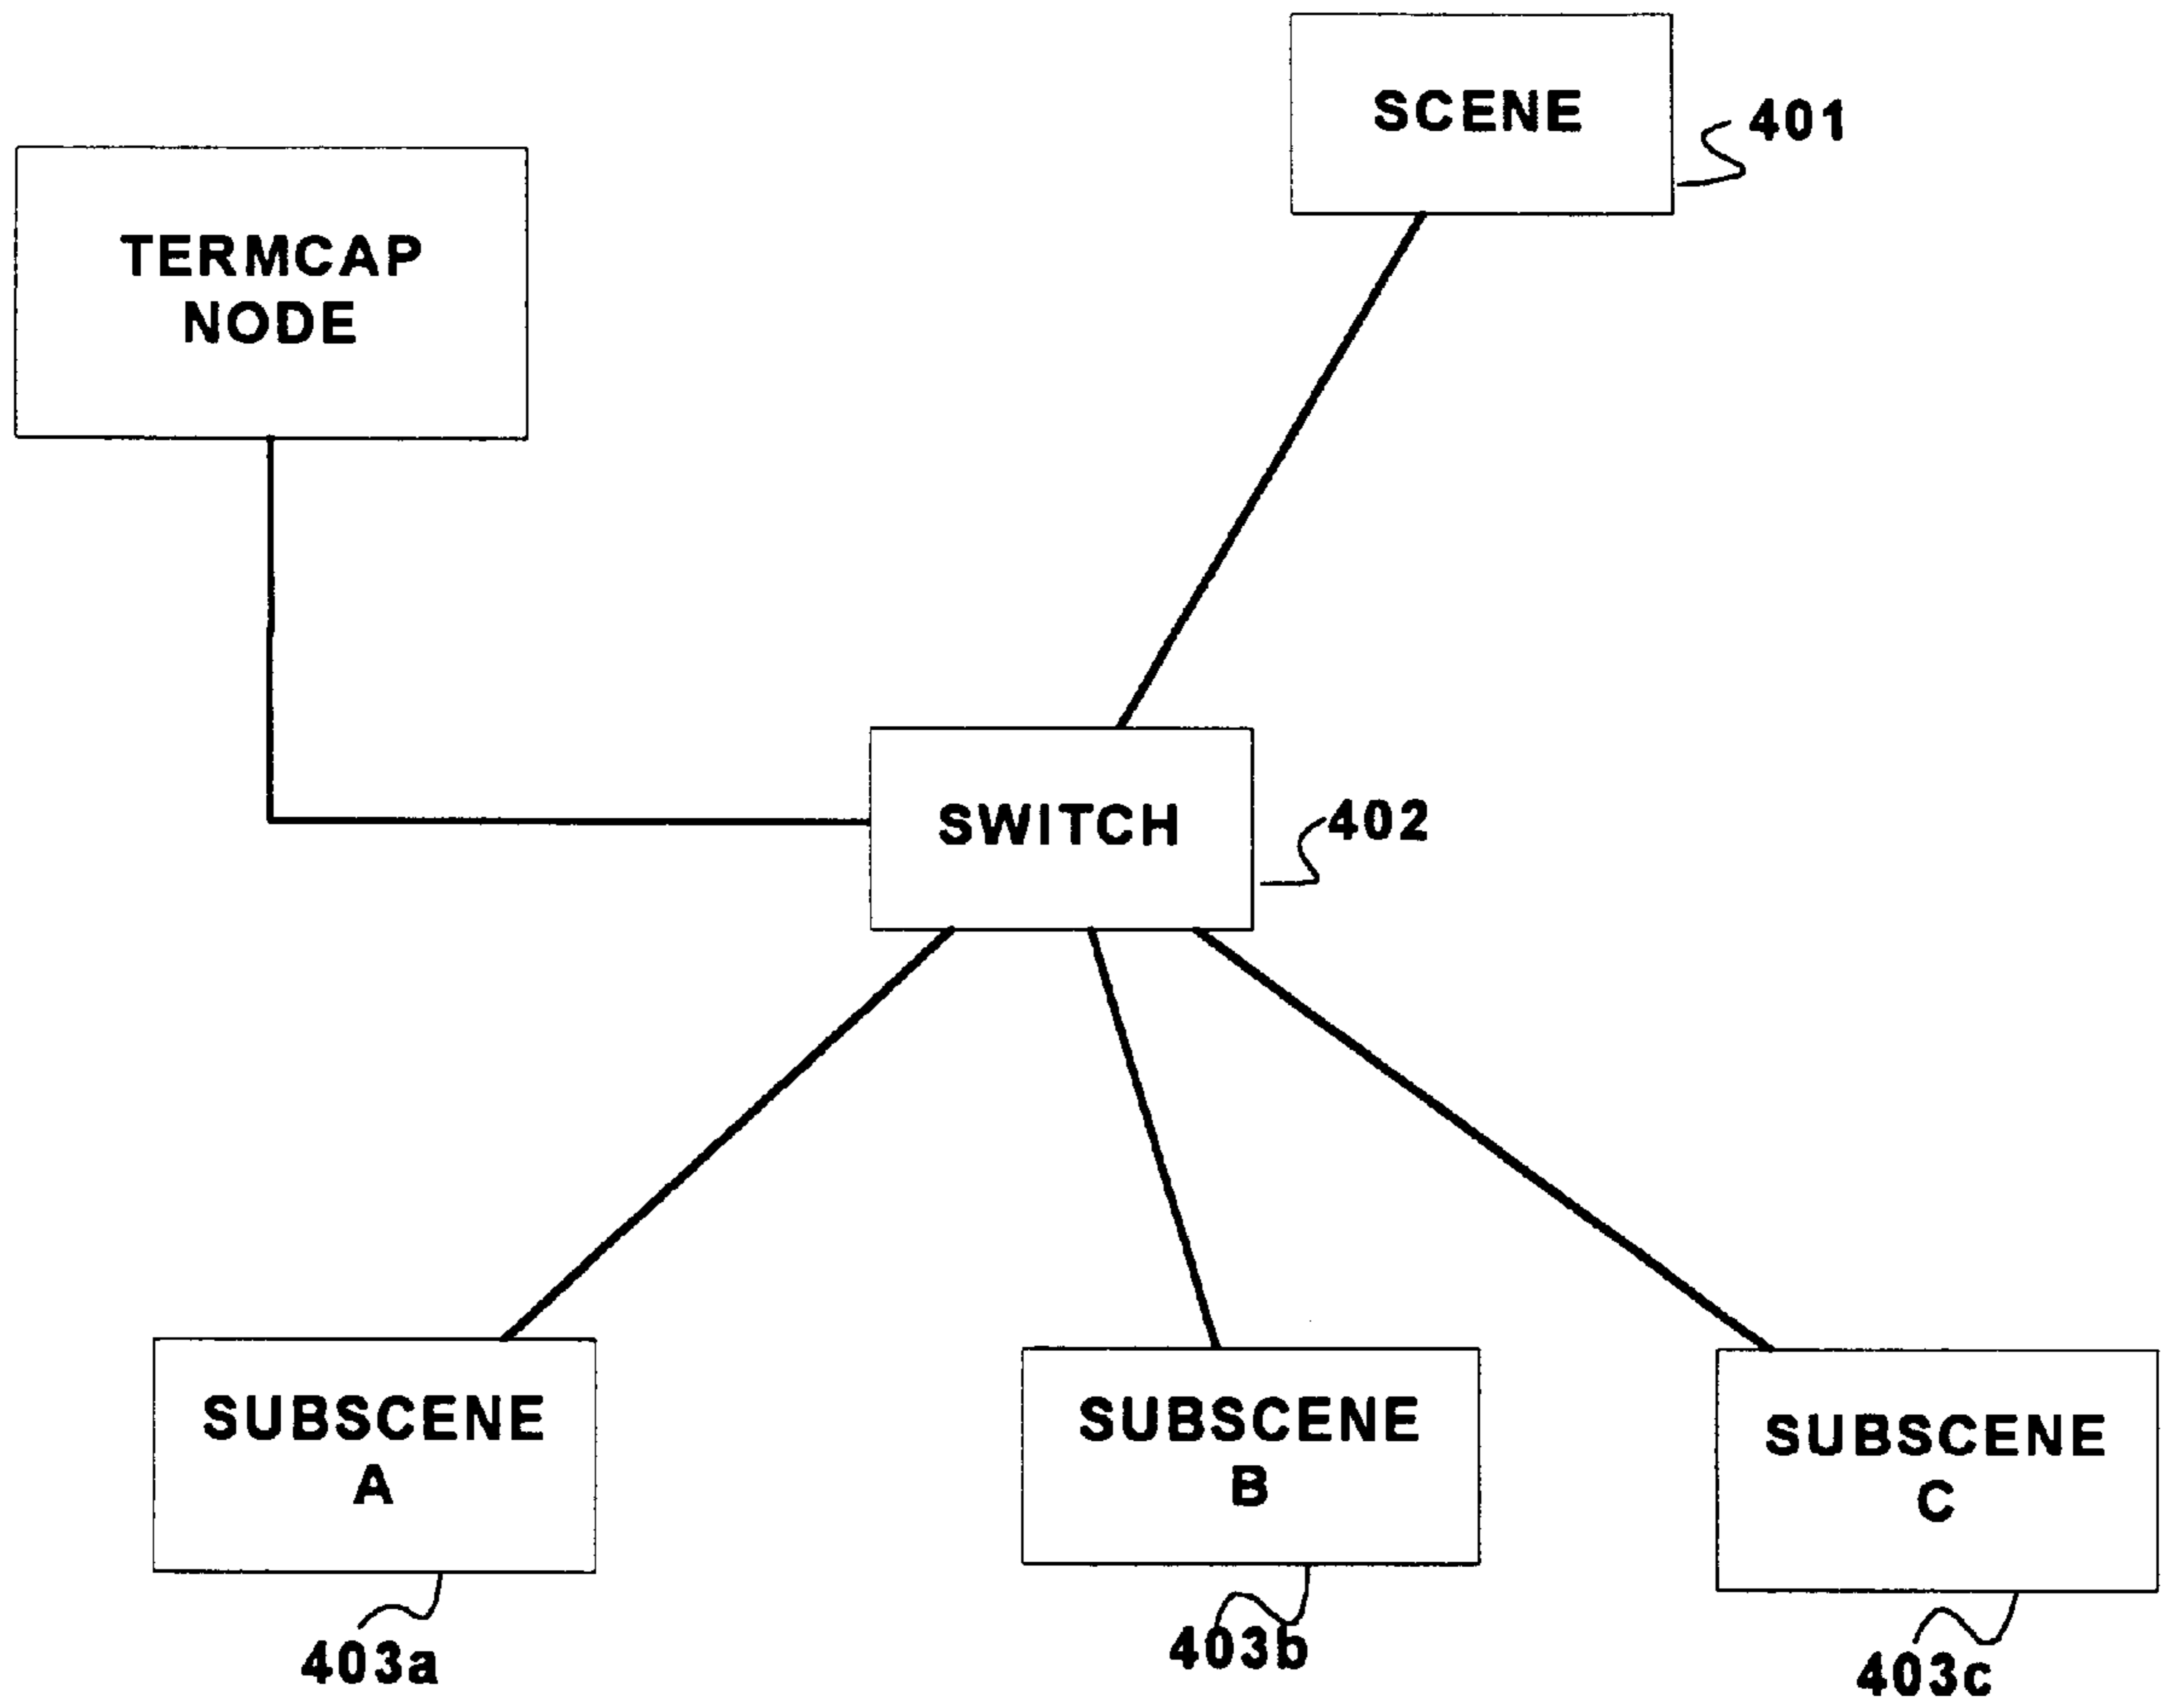 SCENE
401
TERMCAP
NODE
SWITCH
402
SUBSCENE
A
SUBSCENE
B
SUBSCENE
C
403a
403b
403c